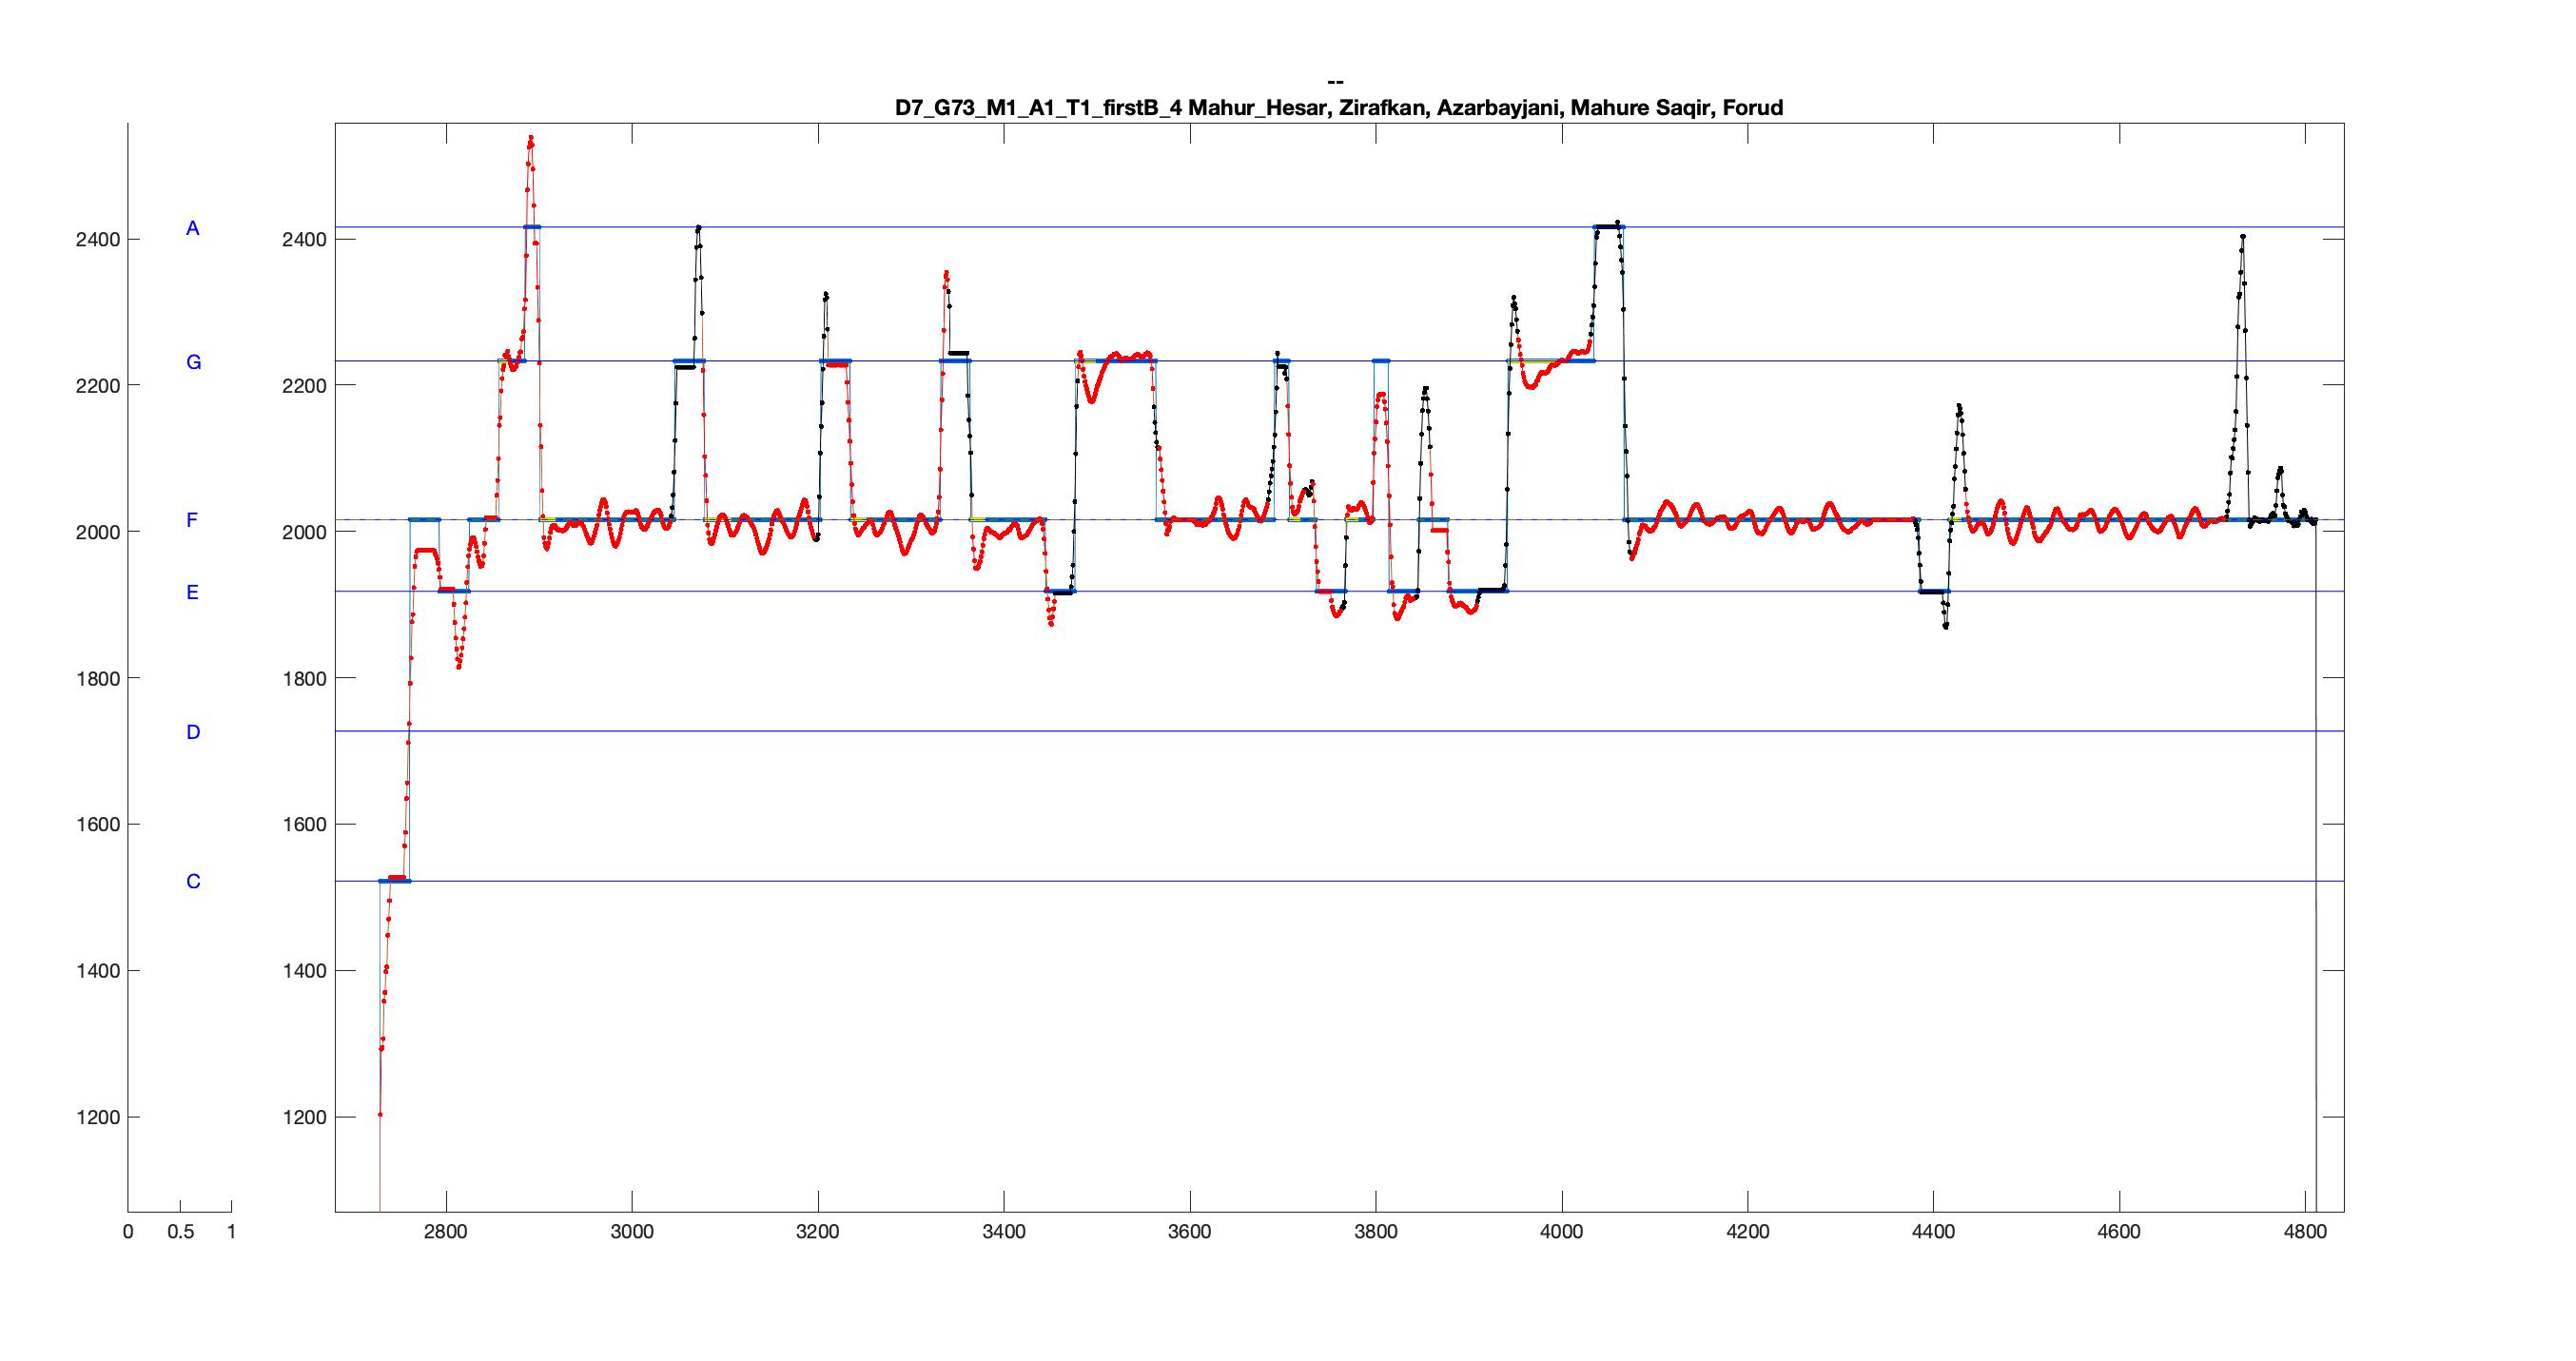 --
D7_G73_M1_A1_T1_firstB_4 Mahur_Hesar, Zirafkan, Azarbayjani, Mahure Saqir, Forud
2400
2200
2000
1800
1600
1400
1200
0 0.5 1
A
G
F
E
D
C
2400
2200
2000
1800
1600
1400
1200
2800 3000 3200 3400 3600 3800 4000 4200 4400 4600 4800